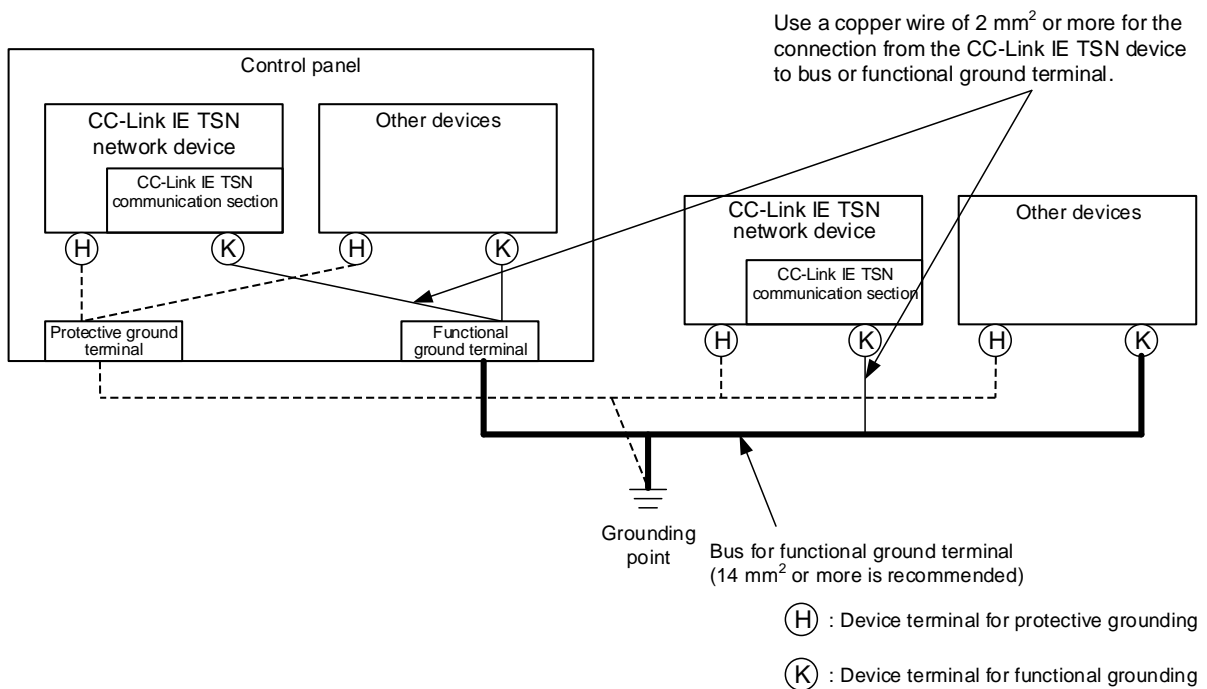 Use a copper wire of 2 mm² or more for the
connection from the CC-Link IE TSN device
to bus or functional ground terminal.
Control panel
CC-Link IE TSN
network device
CC-Link IE TSN
communication section
Other devices
H
K
H
K
Protective ground
terminal
Functional
ground terminal
CC-Link IE TSN
network device
CC-Link IE TSN
communication section
Other devices
H
K
H
K
Grounding
point
Bus for functional ground terminal
(14 mm² or more is recommended)
H : Device terminal for protective grounding
K : Device terminal for functional grounding